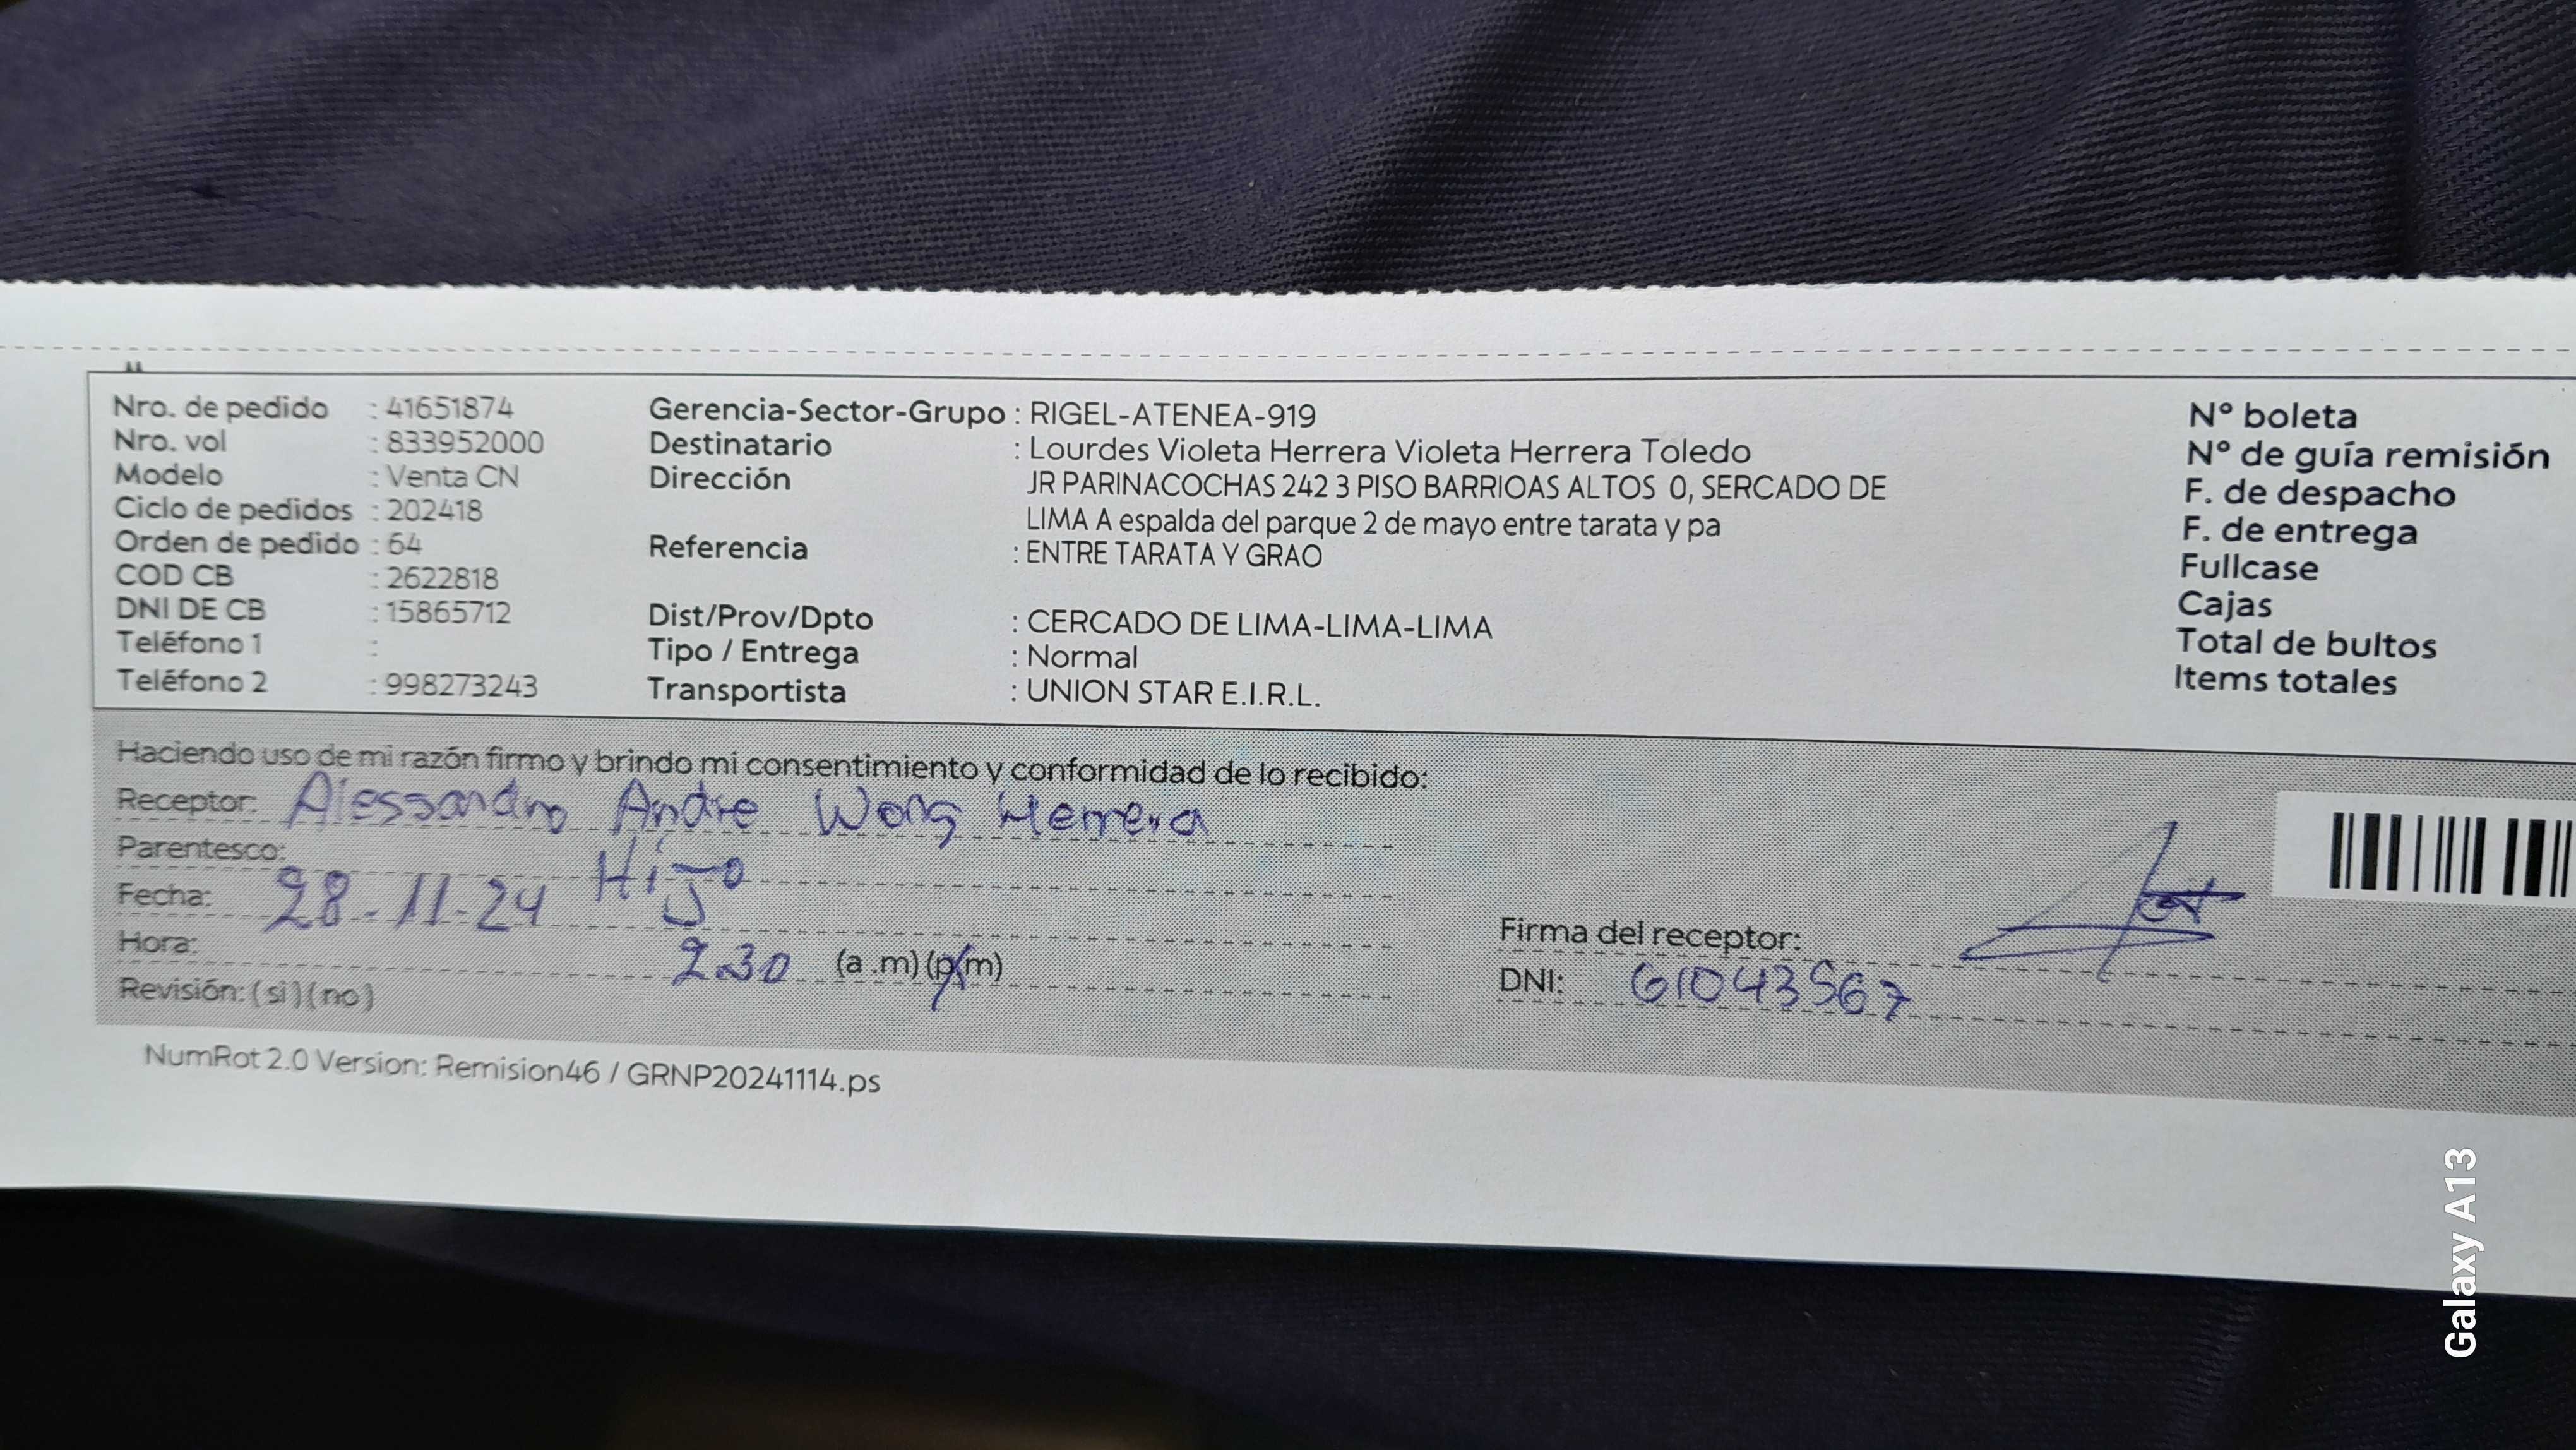 Nro. de pedido : 41651874
Nro. vol : 833952000
Modelo : Venta CN
Ciclo de pedidos : 202418
Orden de pedido : 64
COD CB : 2622818
DNI DE CB : 15865712
Teléfono 1 :
Teléfono 2 : 998273243
Gerencia-Sector-Grupo : RIGEL-ATENEA-919
Destinatario : Lourdes Violeta Herrera Violeta Herrera Toledo
Dirección JR PARINACOCHAS 242 3 PISO BARRIOAS ALTOS 0, SERCADO DE
LIMA A espalda del parque 2 de mayo entre tarata y pa
Referencia : ENTRE TARATA Y GRAO
Dist/Prov/Dpto : CERCADO DE LIMA-LIMA-LIMA
Tipo / Entrega : Normal
Transportista : UNION STAR E.I.R.L.
N° boleta
N° de guía remisión
F. de despacho
F. de entrega
Fullcase
Cajas
Total de bultos
Items totales
Haciendo uso de mi razón firmo y brindo mi consentimiento y conformidad de lo recibido:
Receptor: Alessandro Andre Wong Herrera
Parentesco: Hijo
Fecha: 28-11-24
Hora: 2.30 (a.m)(p.m)
Revisión: (si)(no)
Firma del receptor:
DNI: 61043567
NumRot 2.0 Version: Remision46 / GRNP20241114.ps
Galaxy A13